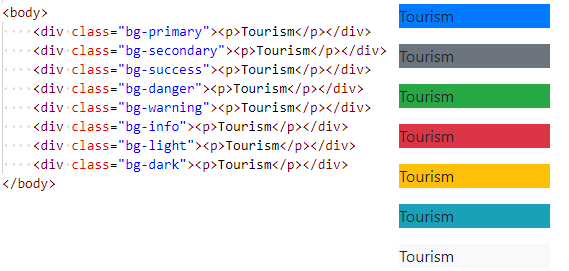 <body>
<div class="bg-primary"><p>Tourism</p></div>
<div class="bg-secondary"><p>Tourism</p></div>
<div class="bg-success"><p>Tourism</p></div>
<div class="bg-danger"><p>Tourism</p></div>
<div class="bg-warning"><p>Tourism</p></div>
<div class="bg-info"><p>Tourism</p></div>
<div class="bg-light"><p>Tourism</p></div>
<div class="bg-dark"><p>Tourism</p></div>
</body>
Tourism
Tourism
Tourism
Tourism
Tourism
Tourism
Tourism